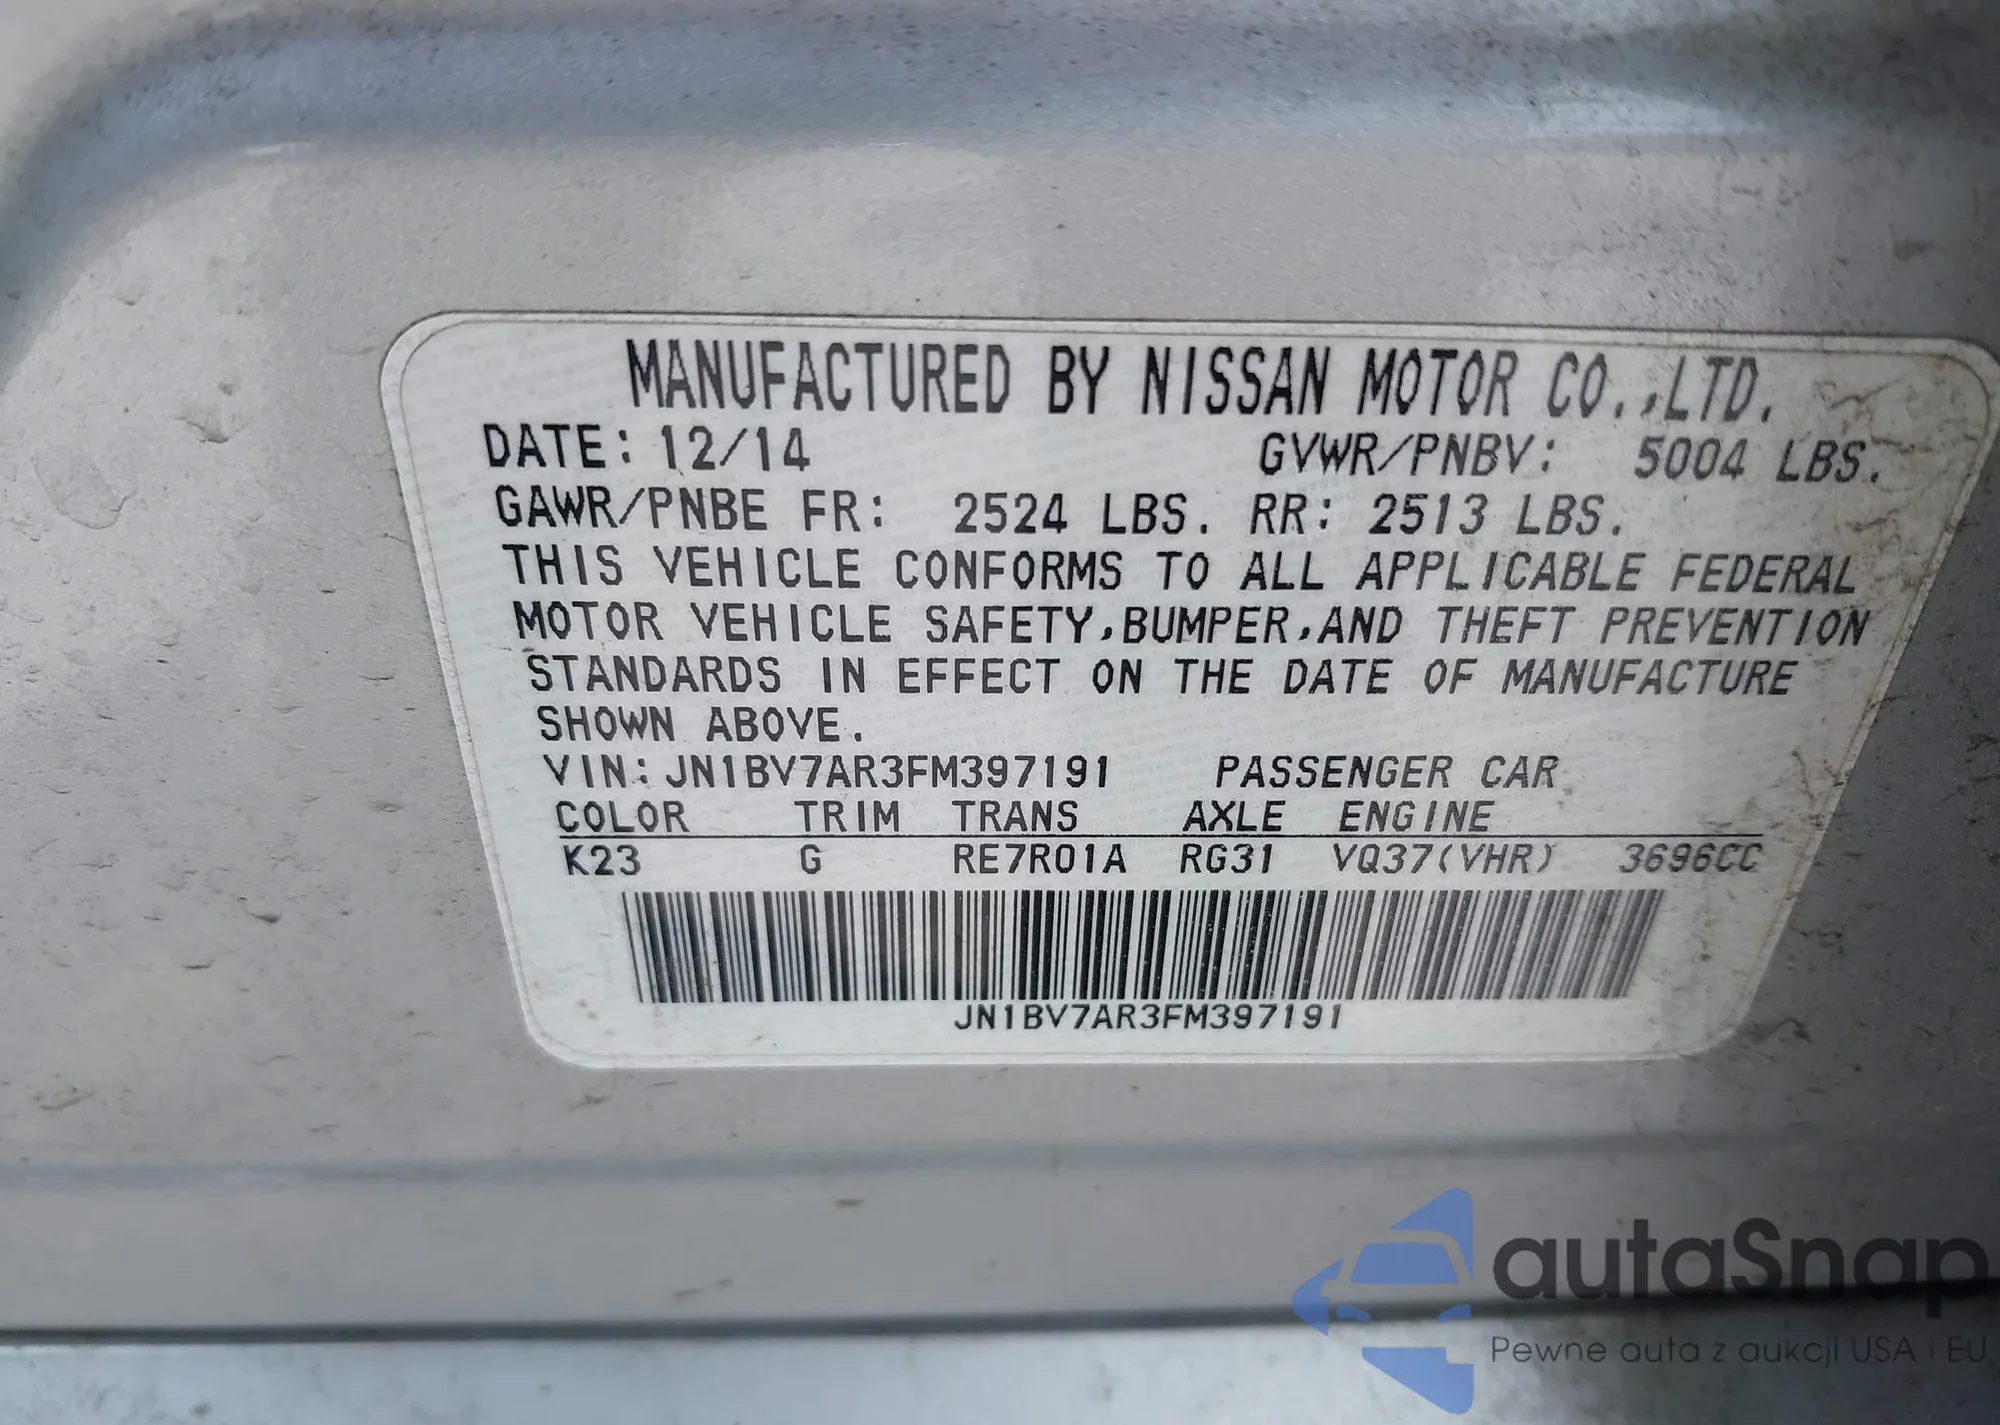 MANUFACTURED BY NISSAN MOTOR CO.,LTD.
DATE: 12/14 GVWR/PNBV: 5004 LBS.
GAWR/PNBE FR: 2524 LBS. RR: 2513 LBS.
THIS VEHICLE CONFORMS TO ALL APPLICABLE FEDERAL
MOTOR VEHICLE SAFETY,BUMPER,AND THEFT PREVENTION
STANDARDS IN EFFECT ON THE DATE OF MANUFACTURE
SHOWN ABOVE.
VIN: JN1BV7AR3FM397191 PASSENGER CAR
COLOR TRIM TRANS AXLE ENGINE
K23 G RE7R01A RG31 VQ37(VHR) 3696CC
JN1BV7AR3FM397191
autaSnap
Pewne auta z aukcji USA i EU